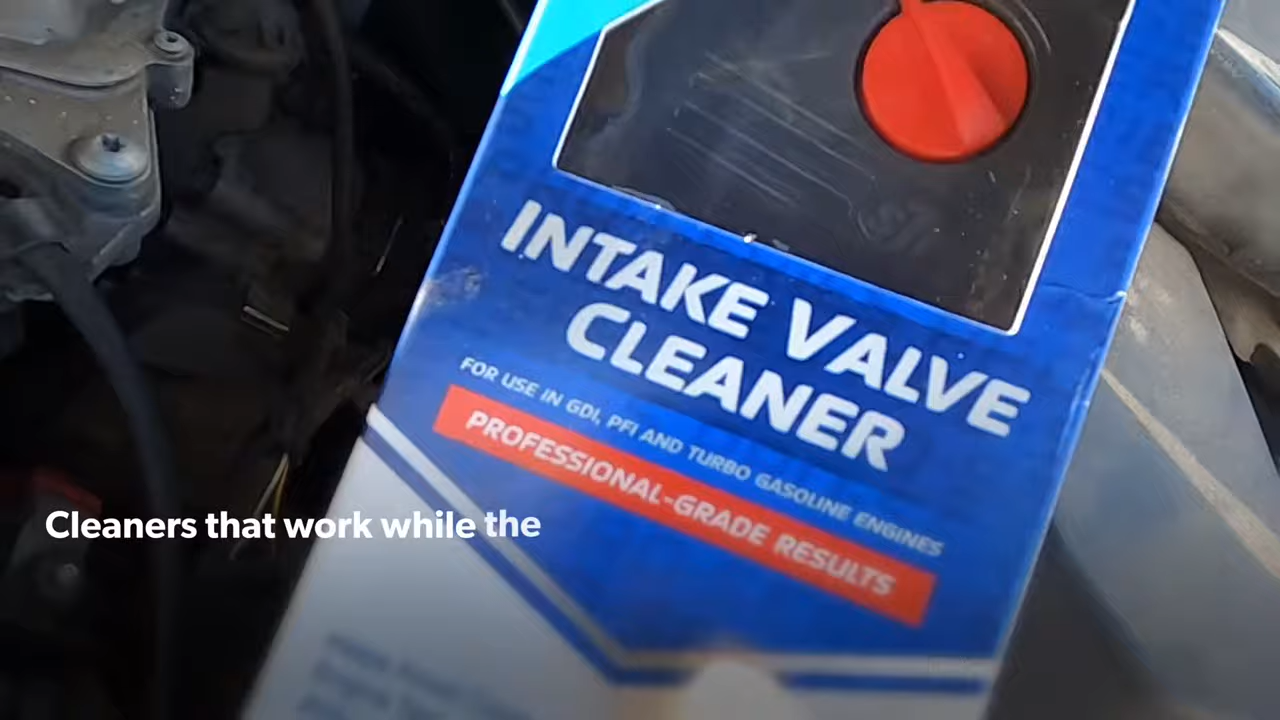 INTAKE VALVE
CLEANER
FOR USE IN GDI, PFI AND TURBO GASOLINE ENGINES
PROFESSIONAL-GRADE RESULTS
Cleaners that work while the